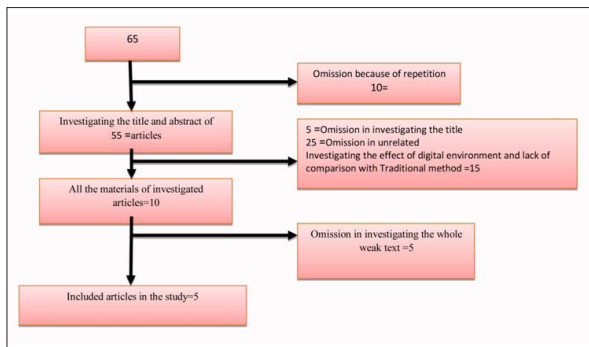 65
Omission because of repetition
10=
Investigating the title and abstract of
55 =articles
5 =Omission in investigating the title
25 =Omission in unrelated
Investigating the effect of digital environment and lack of
comparison with Traditional method =15
All the materials of investigated
articles=10
Omission in investigating the whole
weak text =5
Included articles in the study=5